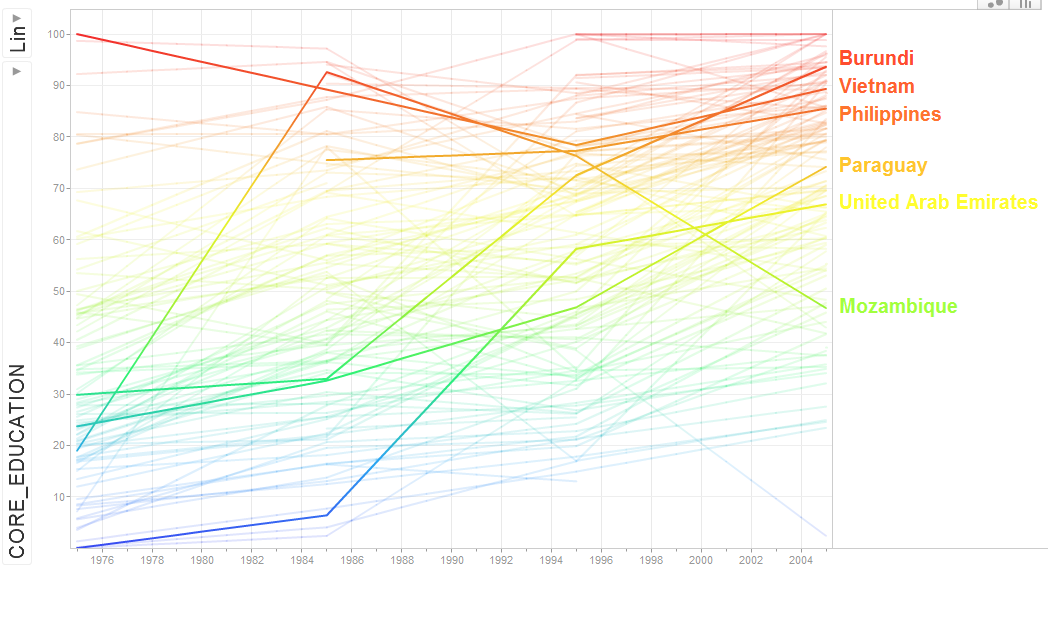 Lin
CORE_EDUCATION
100
90
80
70
60
50
40
30
20
10
1976 1978 1980 1982 1984 1986 1988 1990 1992 1994 1996 1998 2000 2002 2004
Burundi
Vietnam
Philippines
Paraguay
United Arab Emirates
Mozambique